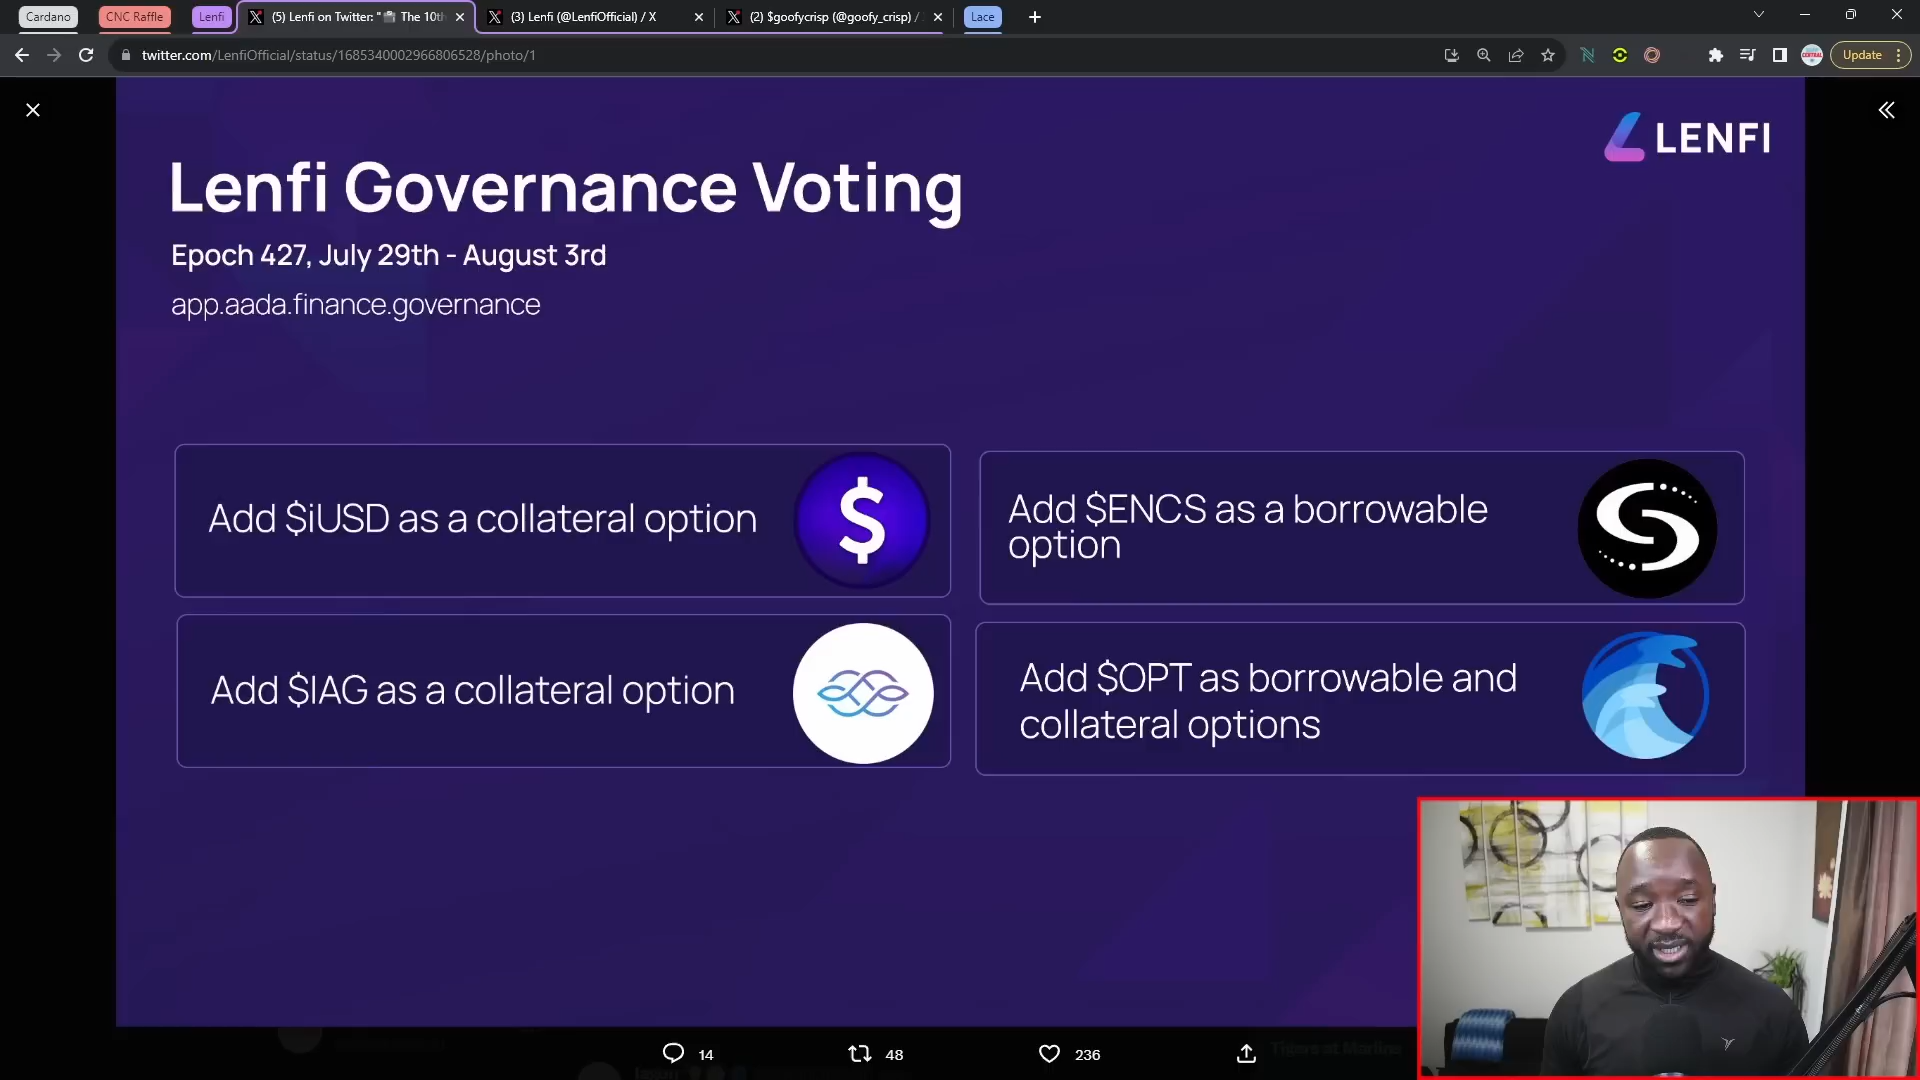 Cardano
CNC Raffle
Lenfi
(5) Lenfi on Twitter: "
The 10th
(3) Lenfi (@LenfiOfficial) / X
(2) $goofycrisp (@goofy_crisp) /
Lace
twitter.com/LenfiOfficial/status/1685340002966806528/photo/1
Update
LENFI
Lenfi Governance Voting
Epoch 427, July 29th - August 3rd
app.aada.finance.governance
Add $iUSD as a collateral option
$
Add $ENCS as a borrowable
option
Add $IAG as a collateral option
Add $OPT as borrowable and
collateral options
14
48
236
Tigers at Marlins